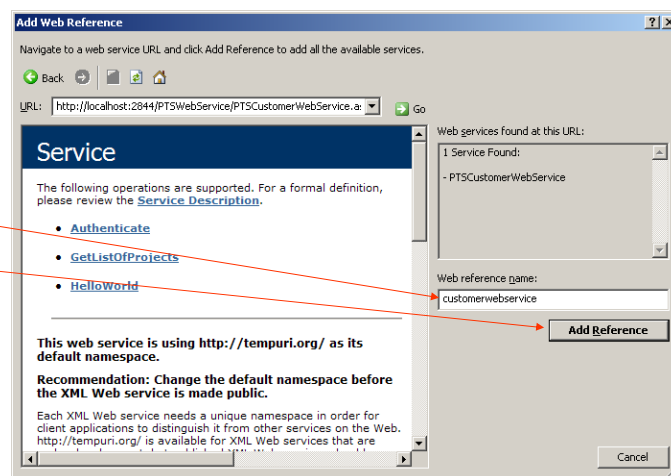 Add Web Reference
Navigate to a web service URL and click Add Reference to add all the available services.
Back
URL: http://localhost:2844/PTSWebService/PTSCustomerWebService.a Go
Service
The following operations are supported. For a formal definition,
please review the Service Description.
• Authenticate
• GetListOfProjects
• HelloWorld
This web service is using http://tempuri.org/ as its
default namespace.
Recommendation: Change the default namespace before
the XML Web service is made public.
Each XML Web service needs a unique namespace in order for
client applications to distinguish it from other services on the Web.
http://tempuri.org/ is available for XML Web services that are
Web services found at this URL:
1 Service Found:
- PTSCustomerWebService
Web reference name:
customerwebservice
Add Reference
Cancel